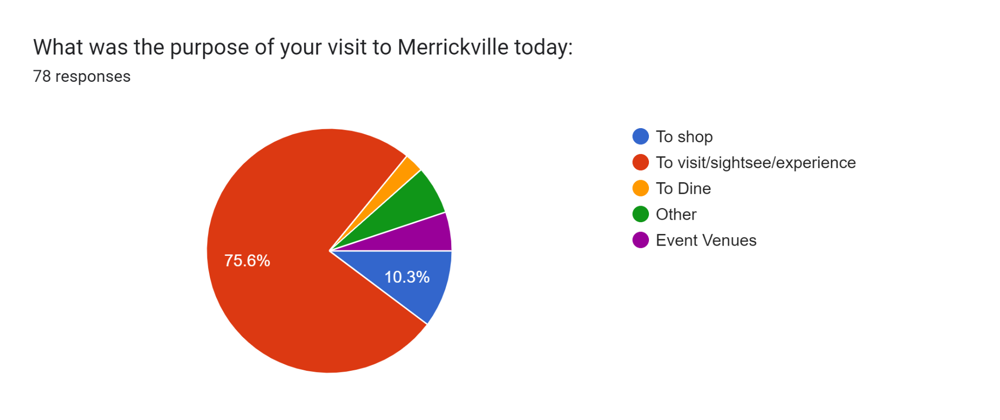 What was the purpose of your visit to Merrickville today:
78 responses
75.6%
10.3%
To shop
To visit/sightsee/experience
To Dine
Other
Event Venues